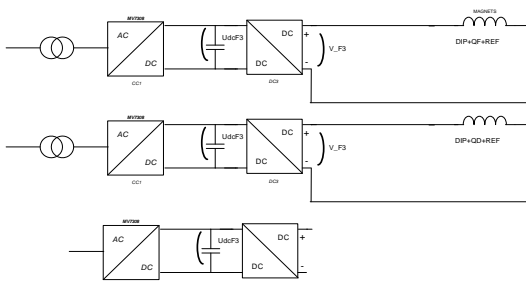 MAGNETS
MV7308
AC
DC
CC1
UdcF3
DC
DC
DC3
+
-
V_F3
DIP+QF+REF
MV7308
AC
DC
CC1
UdcF3
DC
DC
DC3
+
-
V_F3
DIP+QD+REF
MV7308
AC
DC
UdcF3
DC
DC
+
-